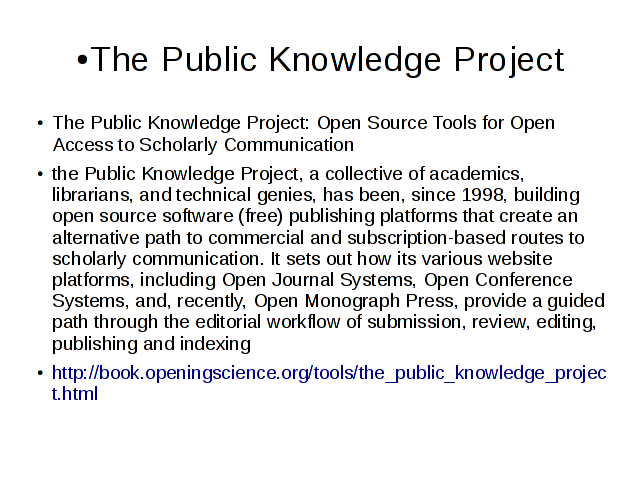 •The Public Knowledge Project
• The Public Knowledge Project: Open Source Tools for Open
Access to Scholarly Communication
• the Public Knowledge Project, a collective of academics,
librarians, and technical genies, has been, since 1998, building
open source software (free) publishing platforms that create an
alternative path to commercial and subscription-based routes to
scholarly communication. It sets out how its various website
platforms, including Open Journal Systems, Open Conference
Systems, and, recently, Open Monograph Press, provide a guided
path through the editorial workflow of submission, review, editing,
publishing and indexing
• http://book.openingscience.org/tools/the_public_knowledge_projec
t.html